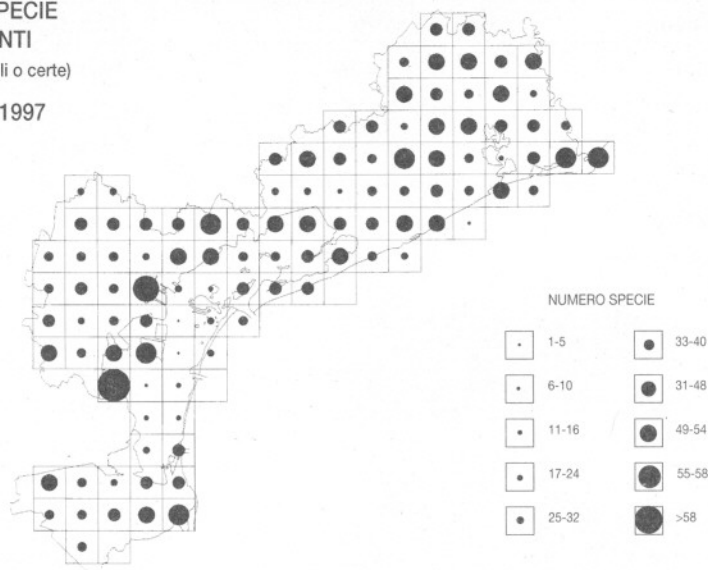 PECIE
NTI
li o certe)
1997
NUMERO SPECIE
1-5
6-10
11-16
17-24
25-32
33-40
31-48
49-54
55-58
>58